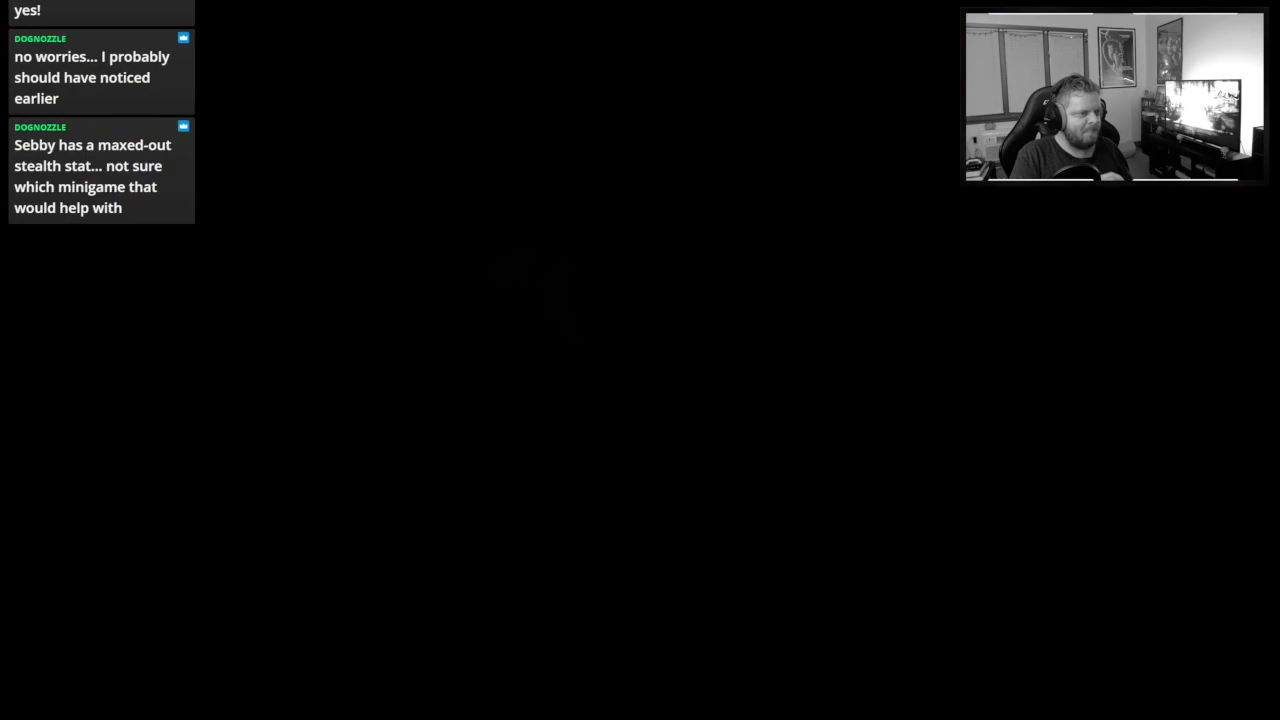 yes!
DOGNOZZLE
no worries... I probably
should have noticed
earlier
DOGNOZZLE
Sebby has a maxed-out
stealth stat... not sure
which minigame that
would help with